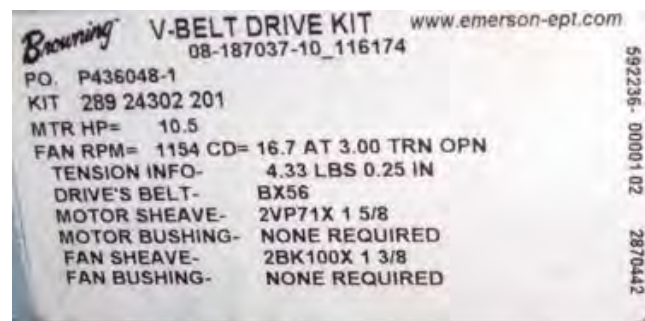 Browning V-BELT DRIVE KIT www.emerson-ept.com
08-187037-10_116174
PO. P436048-1
KIT 289 24302 201
MTR HP= 10.5
FAN RPM= 1154 CD= 16.7 AT 3.00 TRN OPN
TENSION INFO- 4.33 LBS 0.25 IN
DRIVE'S BELT- BX56
MOTOR SHEAVE- 2VP71X 1 5/8
MOTOR BUSHING- NONE REQUIRED
FAN SHEAVE- 2BK100X 1 3/8
FAN BUSHING- NONE REQUIRED
592236- 00001 02 2870442